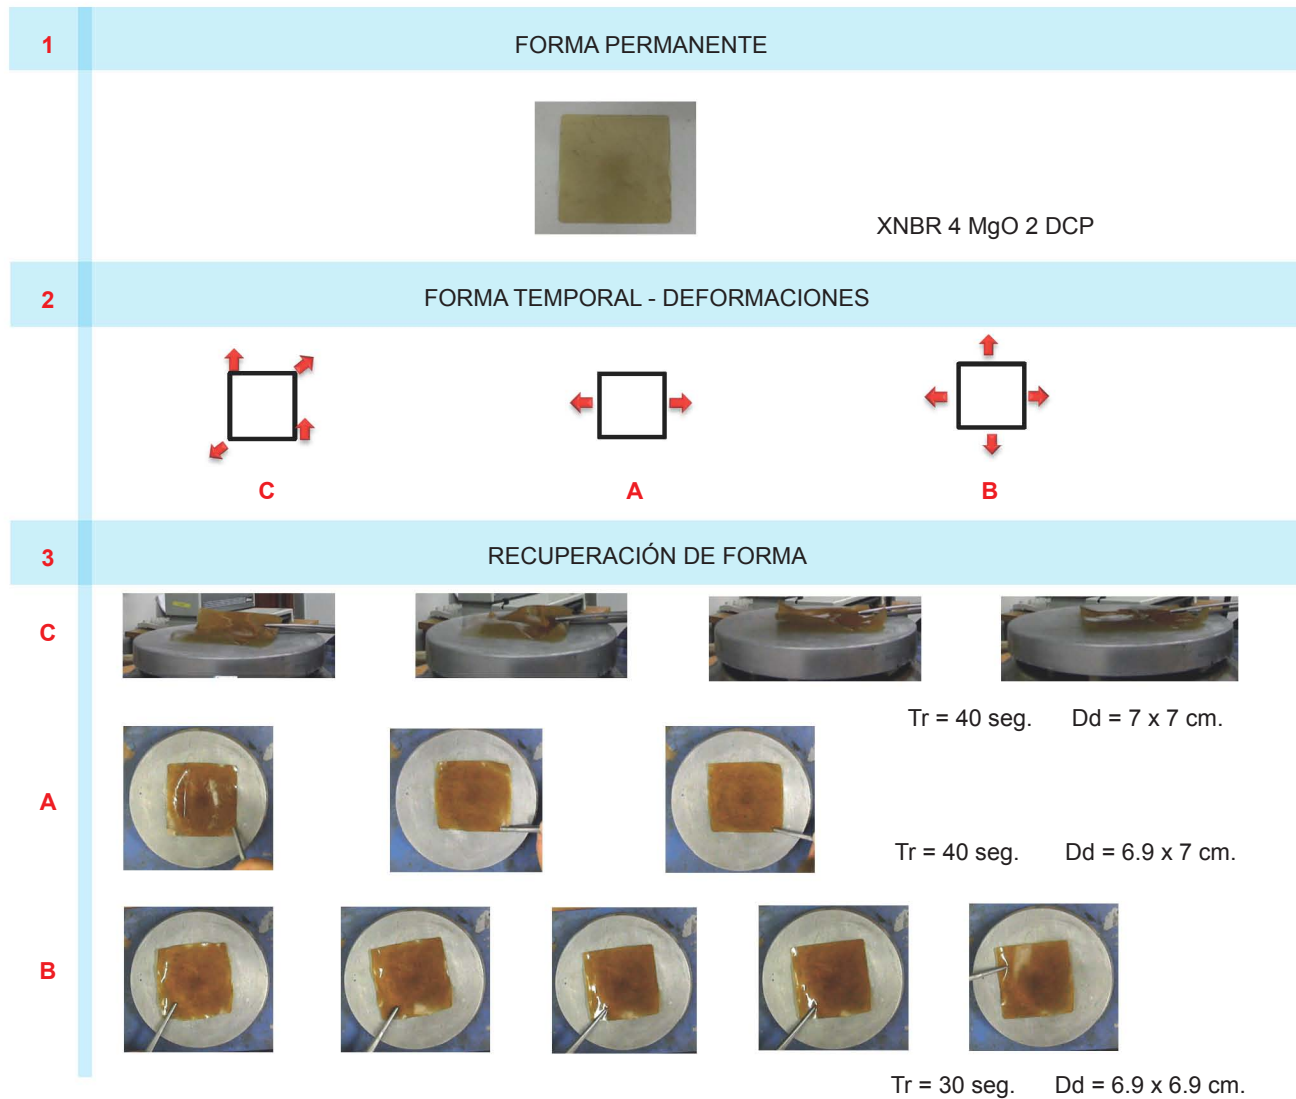 1 FORMA PERMANENTE
XNBR 4 MgO 2 DCP
2 FORMA TEMPORAL - DEFORMACIONES
C A B
3 RECUPERACIÓN DE FORMA
C
Tr = 40 seg. Dd = 7 x 7 cm.
A
Tr = 40 seg. Dd = 6.9 x 7 cm.
B
Tr = 30 seg. Dd = 6.9 x 6.9 cm.